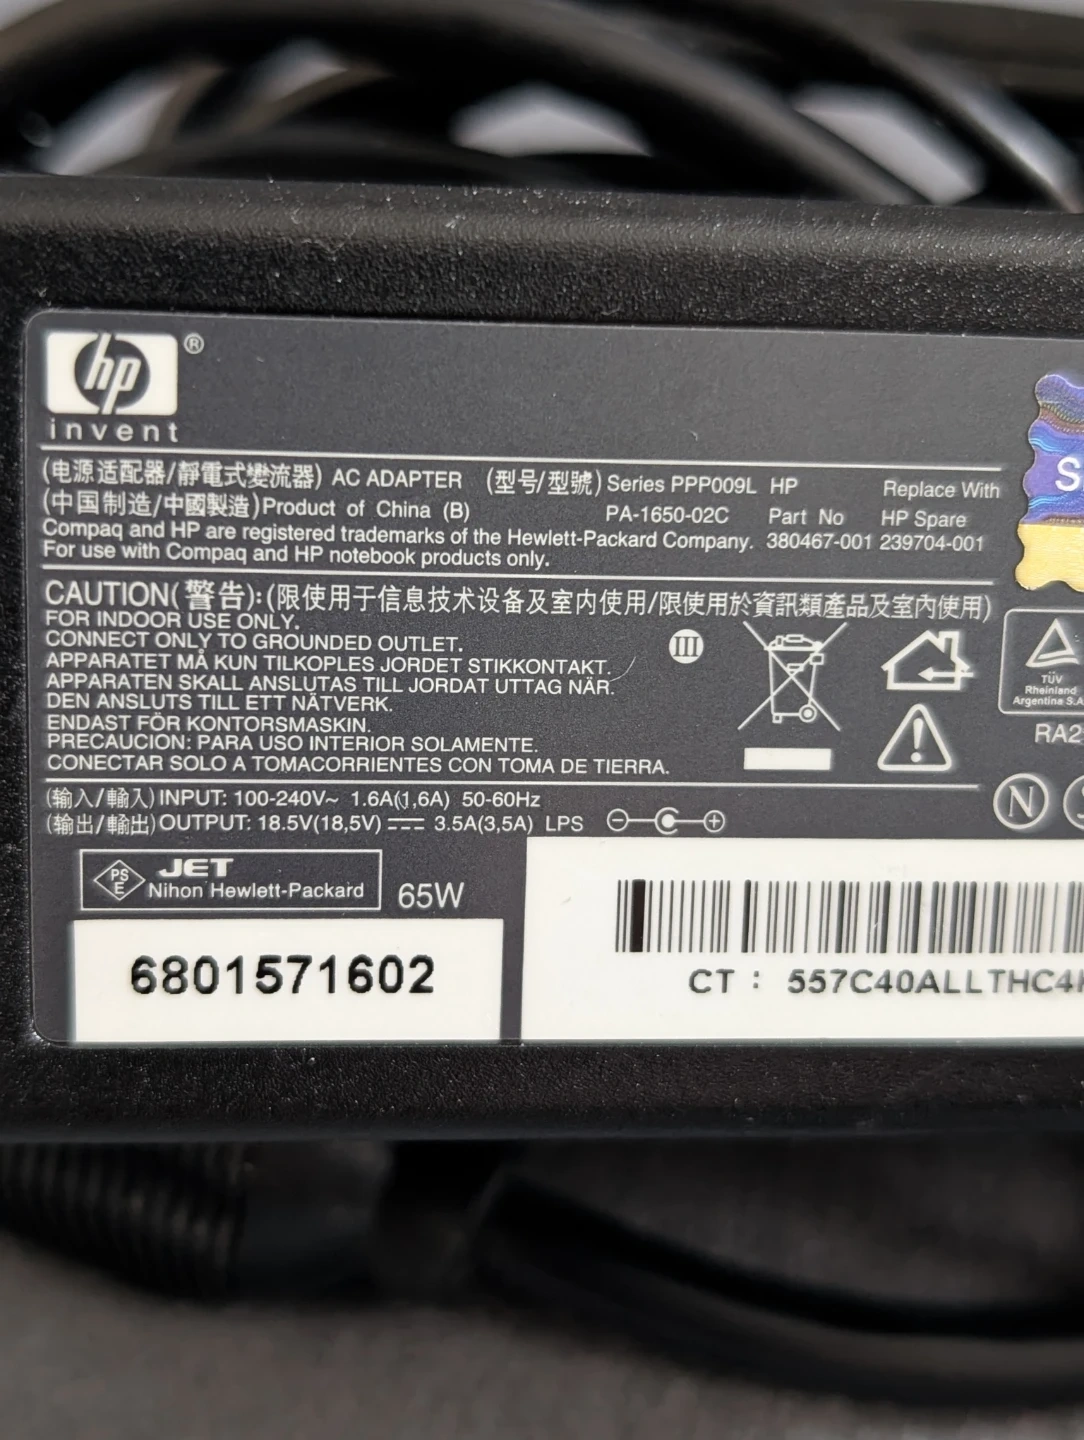 hp ®
invent
(电源适配器/靜電式變流器) AC ADAPTER (型号/型號) Series PPP009L HP Replace With
(中国制造/中國製造) Product of China (B) PA-1650-02C Part No HP Spare
Compaq and HP are registered trademarks of the Hewlett-Packard Company. 380467-001 239704-001
For use with Compaq and HP notebook products only.
CAUTION(警告):(限使用于信息技术设备及室内使用/限使用於資訊類產品及室內使用)
FOR INDOOR USE ONLY.
CONNECT ONLY TO GROUNDED OUTLET.
APPARATET MÅ KUN TILKOPLES JORDET STIKKONTAKT.
APPARATEN SKALL ANSLUTAS TILL JORDAT UTTAG NÄR.
DEN ANSLUTS TILL ETT NÄTVERK.
ENDAST FÖR KONTORSMASKIN.
PRECAUCION: PARA USO INTERIOR SOLAMENTE.
CONECTAR SOLO A TOMACORRIENTES CON TOMA DE TIERRA.
III
TÜV
Rheinland
Argentina S.A
RA2
N
(输入/輸入) INPUT: 100-240V~ 1.6A(1,6A) 50-60Hz
(输出/輸出) OUTPUT: 18.5V(18,5V) ⎓ 3.5A(3,5A) LPS
PS
E
JET
Nihon Hewlett-Packard
65W
6801571602
CT : 557C40ALLTHC4